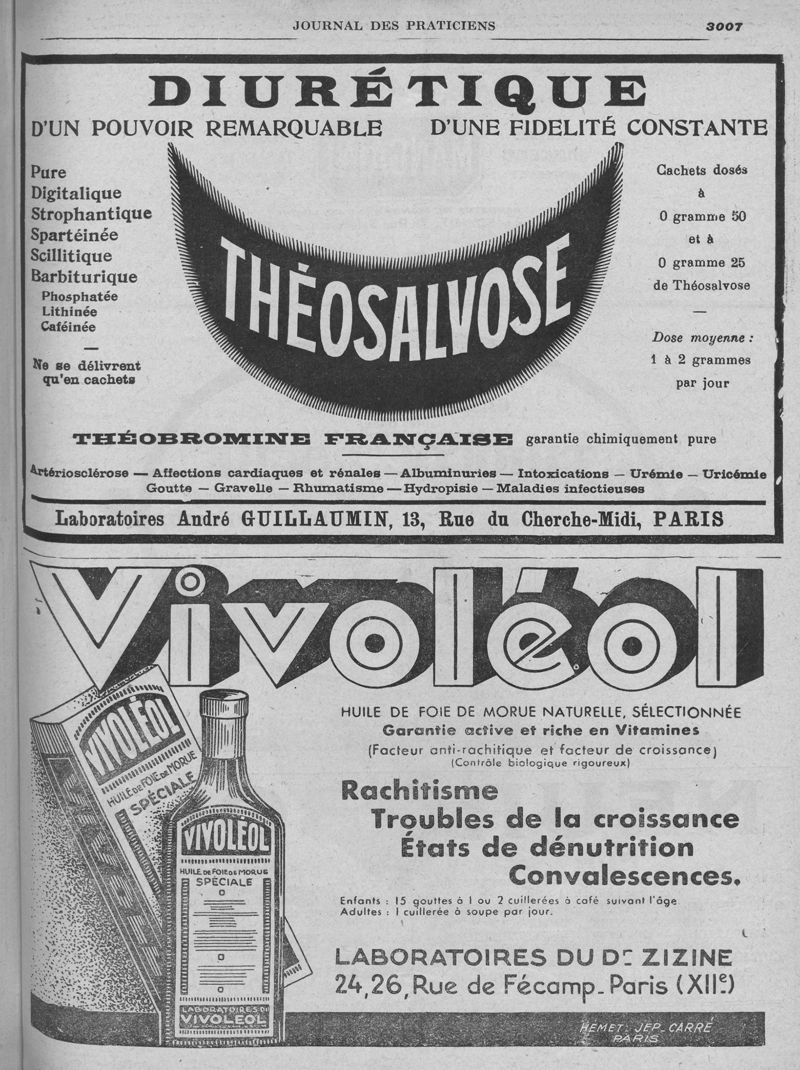 JOURNAL DES PRATICIENS
3007
DIURÉTIQUE
D'UN POUVOIR REMARQUABLE D'UNE FIDELITÉ CONSTANTE
Pure
Digitalique
Strophantique
Spartéinée
Scillitique
Barbiturique
Phosphatée
Lithinée
Caféinée
—
Ne se délivrent
qu'en cachets
THÉOSALVOSE
Cachets dosés
à
0 gramme 50
et à
0 gramme 25
de Théosalvose
—
Dose moyenne :
1 à 2 grammes
par jour
THÉOBROMINE FRANÇAISE garantie chimiquement pure
Artériosclérose — Affections cardiaques et rénales — Albuminuries — Intoxications — Urémie — Uricémie
Goutte — Gravelle — Rhumatisme — Hydropisie — Maladies infectieuses
Laboratoires André GUILLAUMIN, 13, Rue du Cherche-Midi, PARIS
Vivoléol
VIVOLÉOL
HUILE DE FOIE DE MORUE
SPÉCIALE
VIVOLÉOL
HUILE DE FOIE DE MORUE
SPÉCIALE
LABORATOIRES DU
VIVOLÉOL
HUILE DE FOIE DE MORUE NATURELLE, SÉLECTIONNÉE
Garantie active et riche en Vitamines
(Facteur anti-rachitique et facteur de croissance)
(Contrôle biologique rigoureux)
Rachitisme
Troubles de la croissance
États de dénutrition
Convalescences.
Enfants : 15 gouttes à 1 ou 2 cuillerées à café suivant l'âge
Adultes : 1 cuillerée à soupe par jour.
LABORATOIRES DU Dr ZIZINE
24,26, Rue de Fécamp_Paris (XIIe)
HEMET. JEP. CARRÉ
PARIS